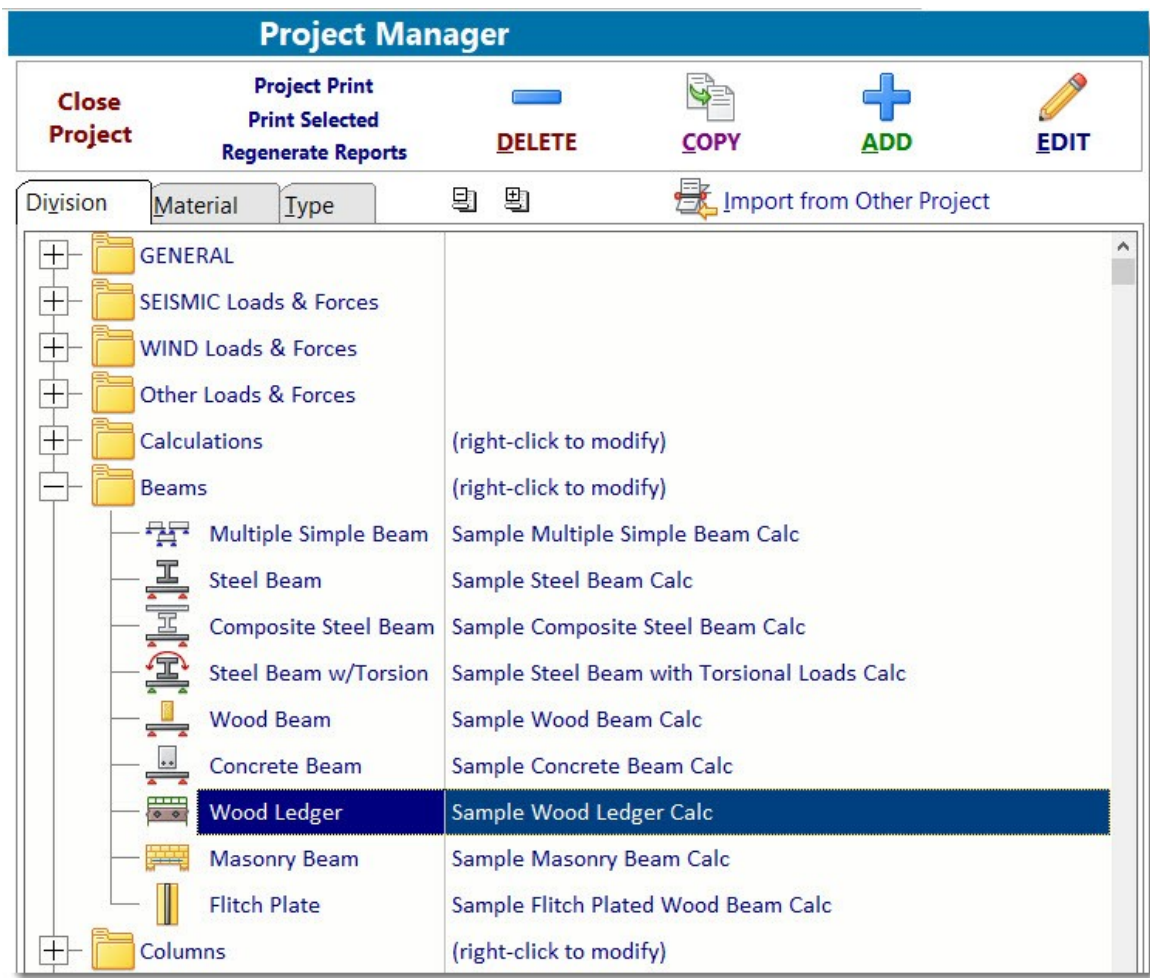 Project Manager
Close Project
Project Print
Print Selected
Regenerate Reports
DELETE
COPY
ADD
EDIT
Division Material Type
Import from Other Project
GENERAL
SEISMIC Loads & Forces
WIND Loads & Forces
Other Loads & Forces
Calculations (right-click to modify)
Beams (right-click to modify)
Multiple Simple Beam Sample Multiple Simple Beam Calc
Steel Beam Sample Steel Beam Calc
Composite Steel Beam Sample Composite Steel Beam Calc
Steel Beam w/Torsion Sample Steel Beam with Torsional Loads Calc
Wood Beam Sample Wood Beam Calc
Concrete Beam Sample Concrete Beam Calc
Wood Ledger Sample Wood Ledger Calc
Masonry Beam Sample Masonry Beam Calc
Flitch Plate Sample Flitch Plated Wood Beam Calc
Columns (right-click to modify)